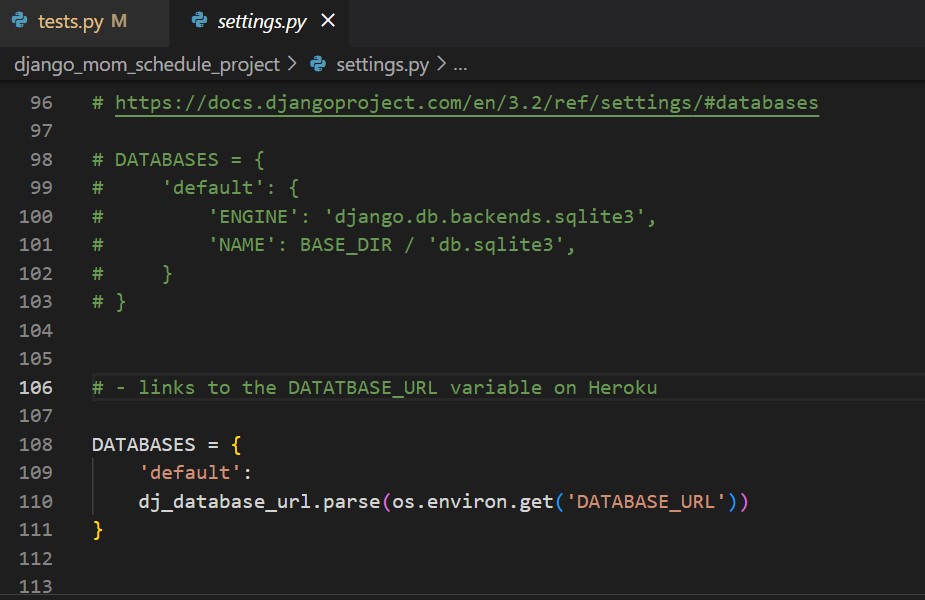 tests.py M settings.py ×
django_mom_schedule_project > settings.py > ...
96 # https://docs.djangoproject.com/en/3.2/ref/settings/#databases
97
98 # DATABASES = {
99 #     'default': {
100 #         'ENGINE': 'django.db.backends.sqlite3',
101 #         'NAME': BASE_DIR / 'db.sqlite3',
102 #     }
103 # }
104
105
106 # - links to the DATATBASE_URL variable on Heroku
107
108 DATABASES = {
109     'default':
110     dj_database_url.parse(os.environ.get('DATABASE_URL'))
111 }
112
113